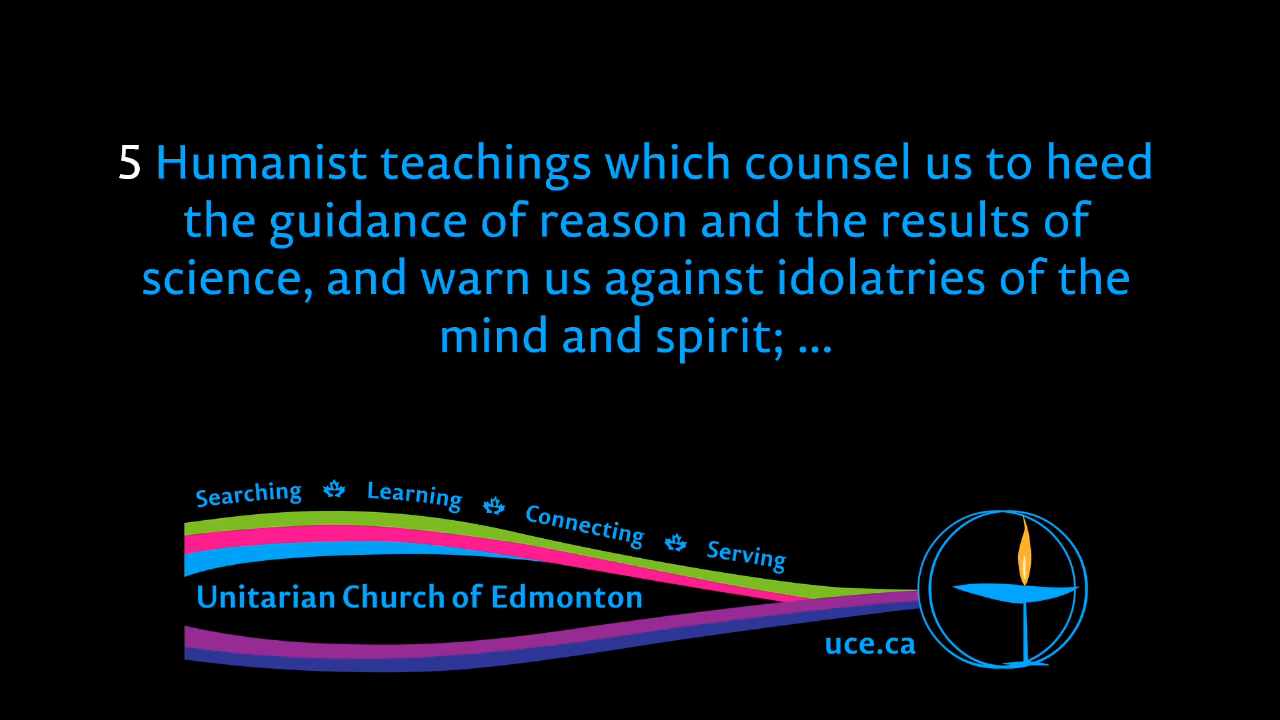 5 Humanist teachings which counsel us to heed
the guidance of reason and the results of
science, and warn us against idolatries of the
mind and spirit; ...
Searching Learning Connecting Serving
Unitarian Church of Edmonton
uce.ca